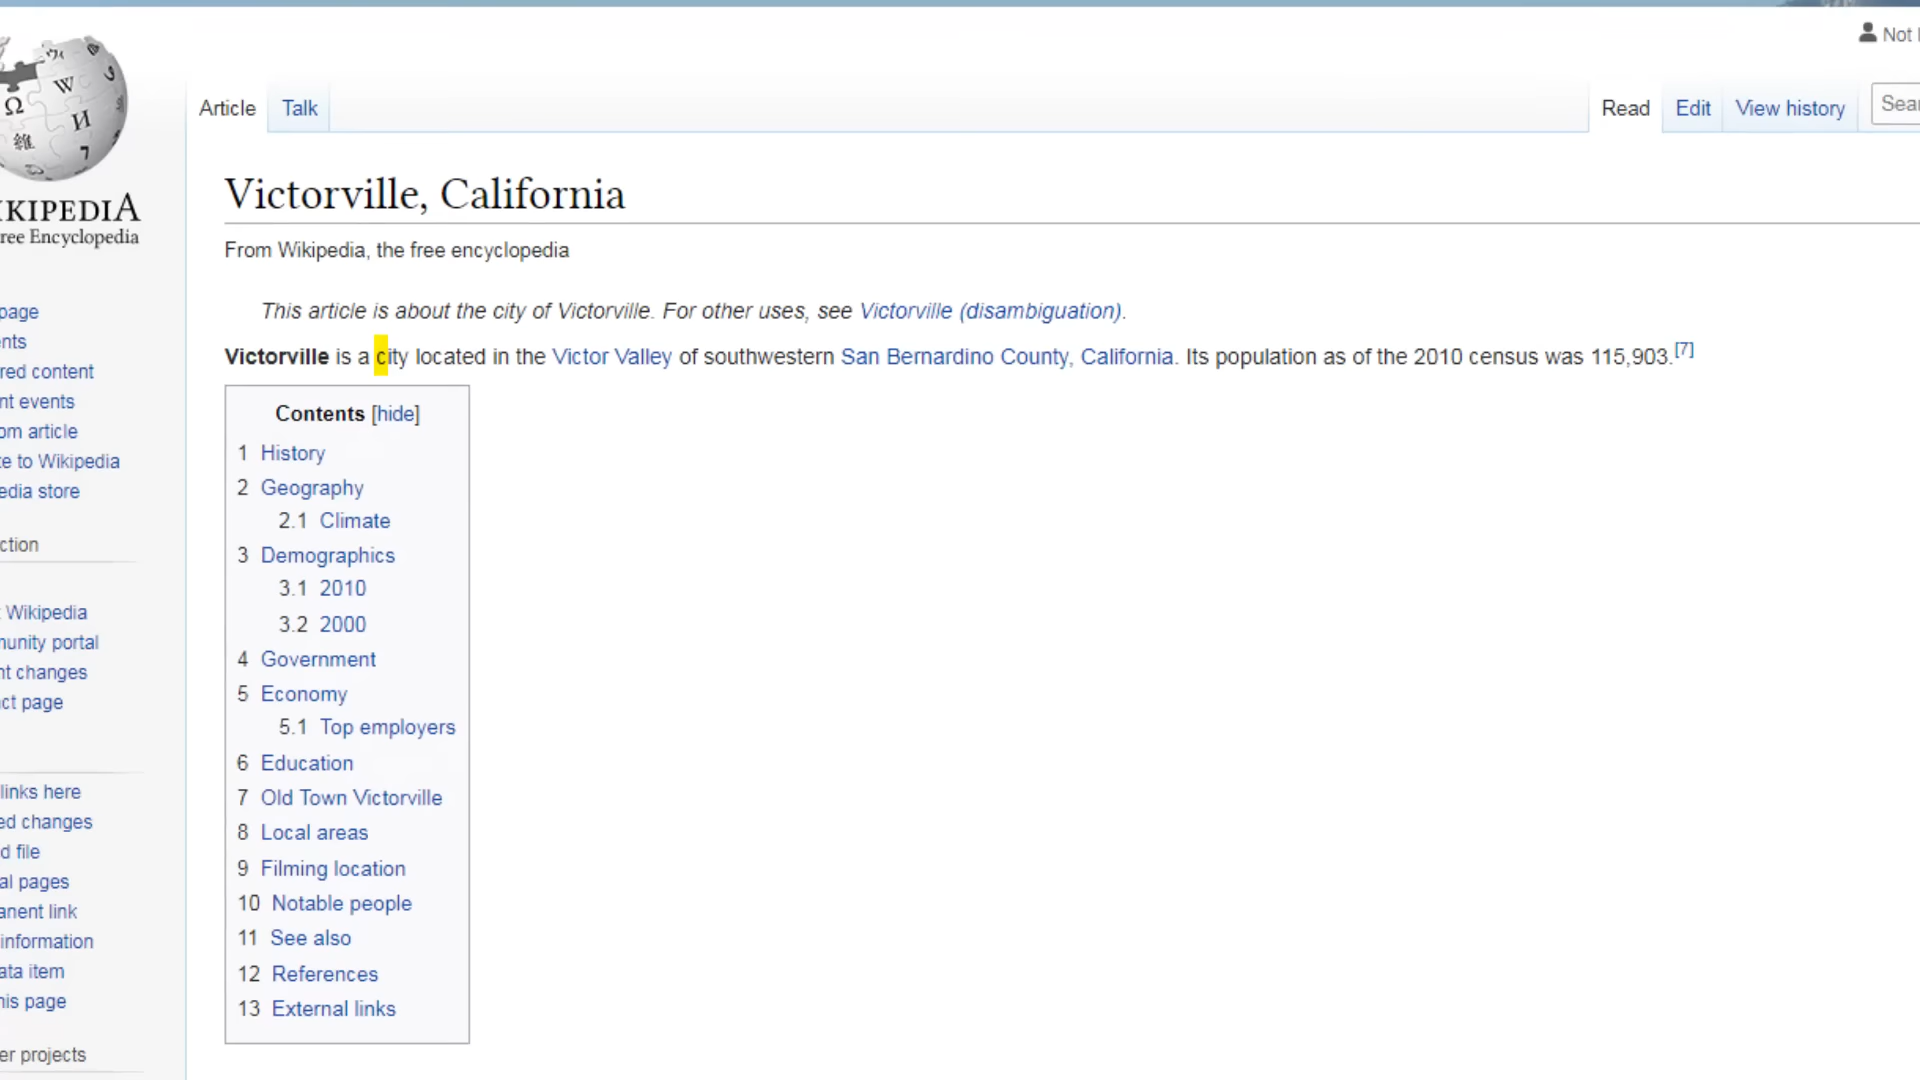 Not
Article Talk Read Edit View history Sear
Ω W И 維 7
IKIPEDIA
ree Encyclopedia
Victorville, California
From Wikipedia, the free encyclopedia
This article is about the city of Victorville. For other uses, see Victorville (disambiguation).
Victorville is a city located in the Victor Valley of southwestern San Bernardino County, California. Its population as of the 2010 census was 115,903.[7]
page
nts
red content
nt events
om article
te to Wikipedia
edia store
ction
t Wikipedia
munity portal
nt changes
ct page
links here
ed changes
d file
al pages
anent link
information
ata item
his page
er projects
Contents [hide]
1 History
2 Geography
2.1 Climate
3 Demographics
3.1 2010
3.2 2000
4 Government
5 Economy
5.1 Top employers
6 Education
7 Old Town Victorville
8 Local areas
9 Filming location
10 Notable people
11 See also
12 References
13 External links